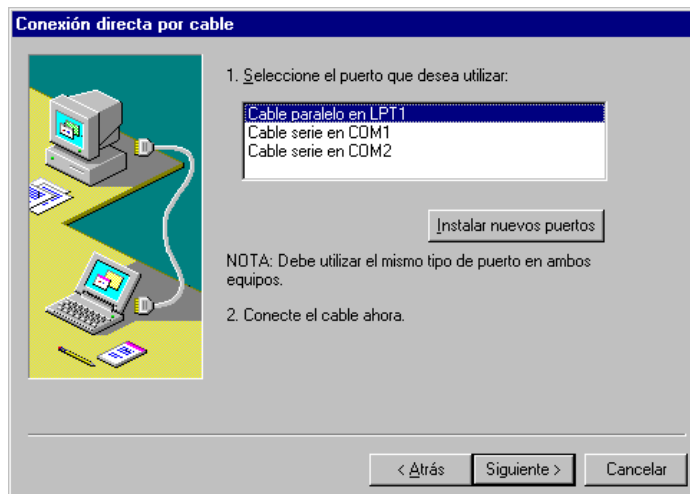 Conexión directa por cable
1. Seleccione el puerto que desea utilizar:
Cable paralelo en LPT1
Cable serie en COM1
Cable serie en COM2
Instalar nuevos puertos
NOTA: Debe utilizar el mismo tipo de puerto en ambos
equipos.
2. Conecte el cable ahora.
< Atrás
Siguiente >
Cancelar